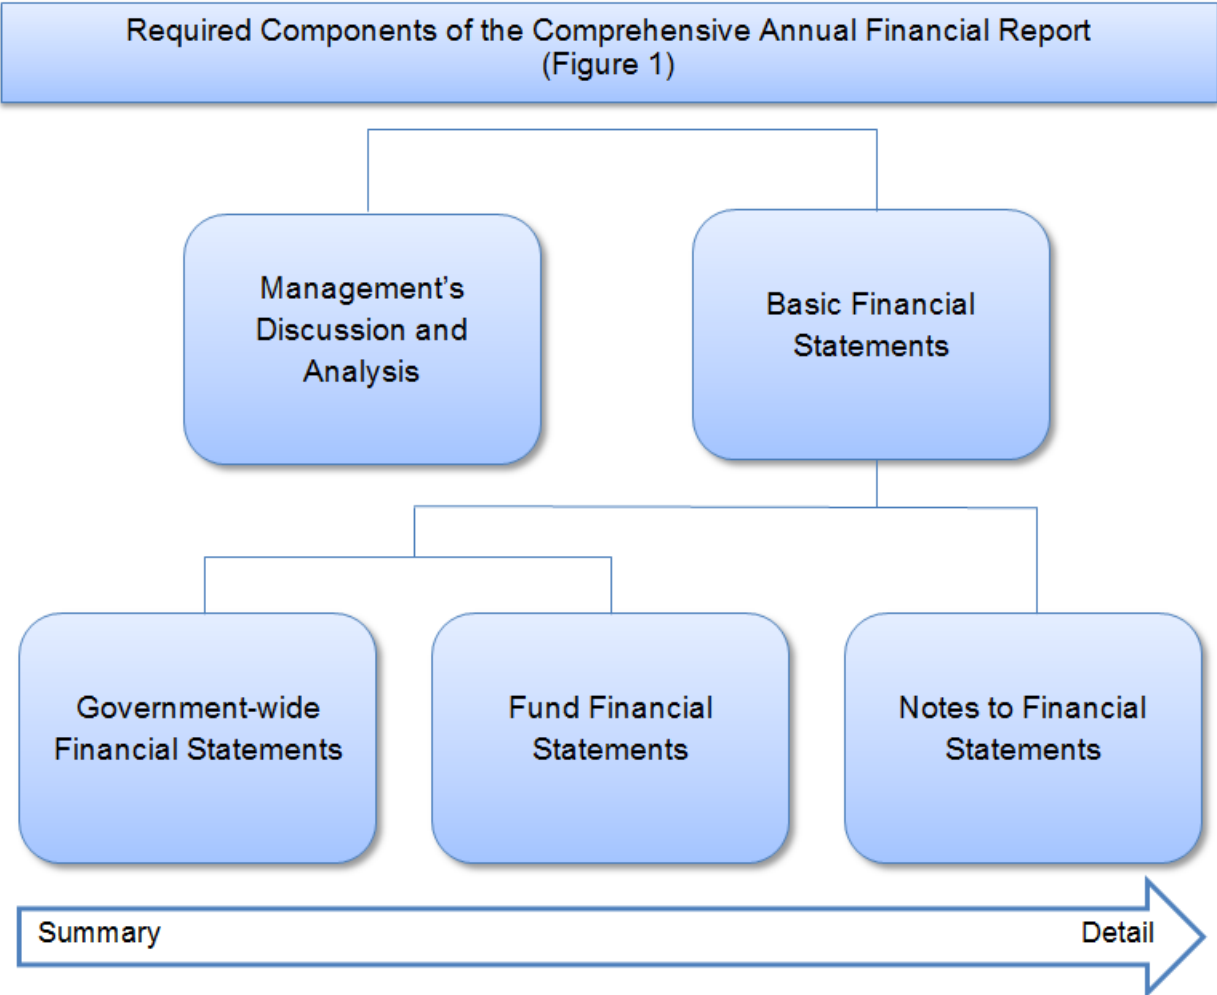 Required Components of the Comprehensive Annual Financial Report
(Figure 1)
Management's
Discussion and
Analysis
Basic Financial
Statements
Government-wide
Financial Statements
Fund Financial
Statements
Notes to Financial
Statements
Summary
Detail